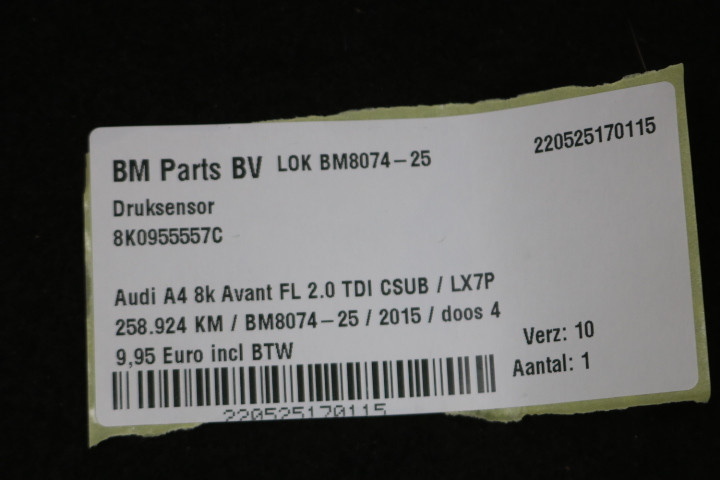 BM Parts BV LOK BM8074-25 220525170115
Druksensor
8K0955557C
Audi A4 8k Avant FL 2.0 TDI CSUB / LX7P
258.924 KM / BM8074-25 / 2015 / doos 4
9,95 Euro incl BTW Verz: 10
Aantal: 1
220525170115